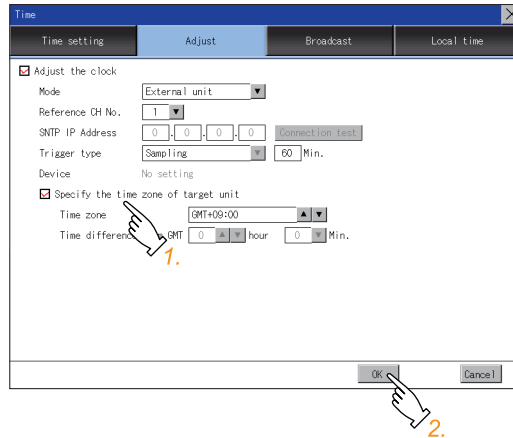 Time
Time setting Adjust Broadcast Local time
Adjust the clock
Mode External unit
Reference CH No. 1
SNTP IP Address 0 . 0 . 0 . 0 Connection test
Trigger type Sampling 60 Min.
Device No setting
Specify the time zone of target unit
Time zone GMT+09:00
Time differenc GMT 0 hour 0 Min.
1.
OK Cancel
2.